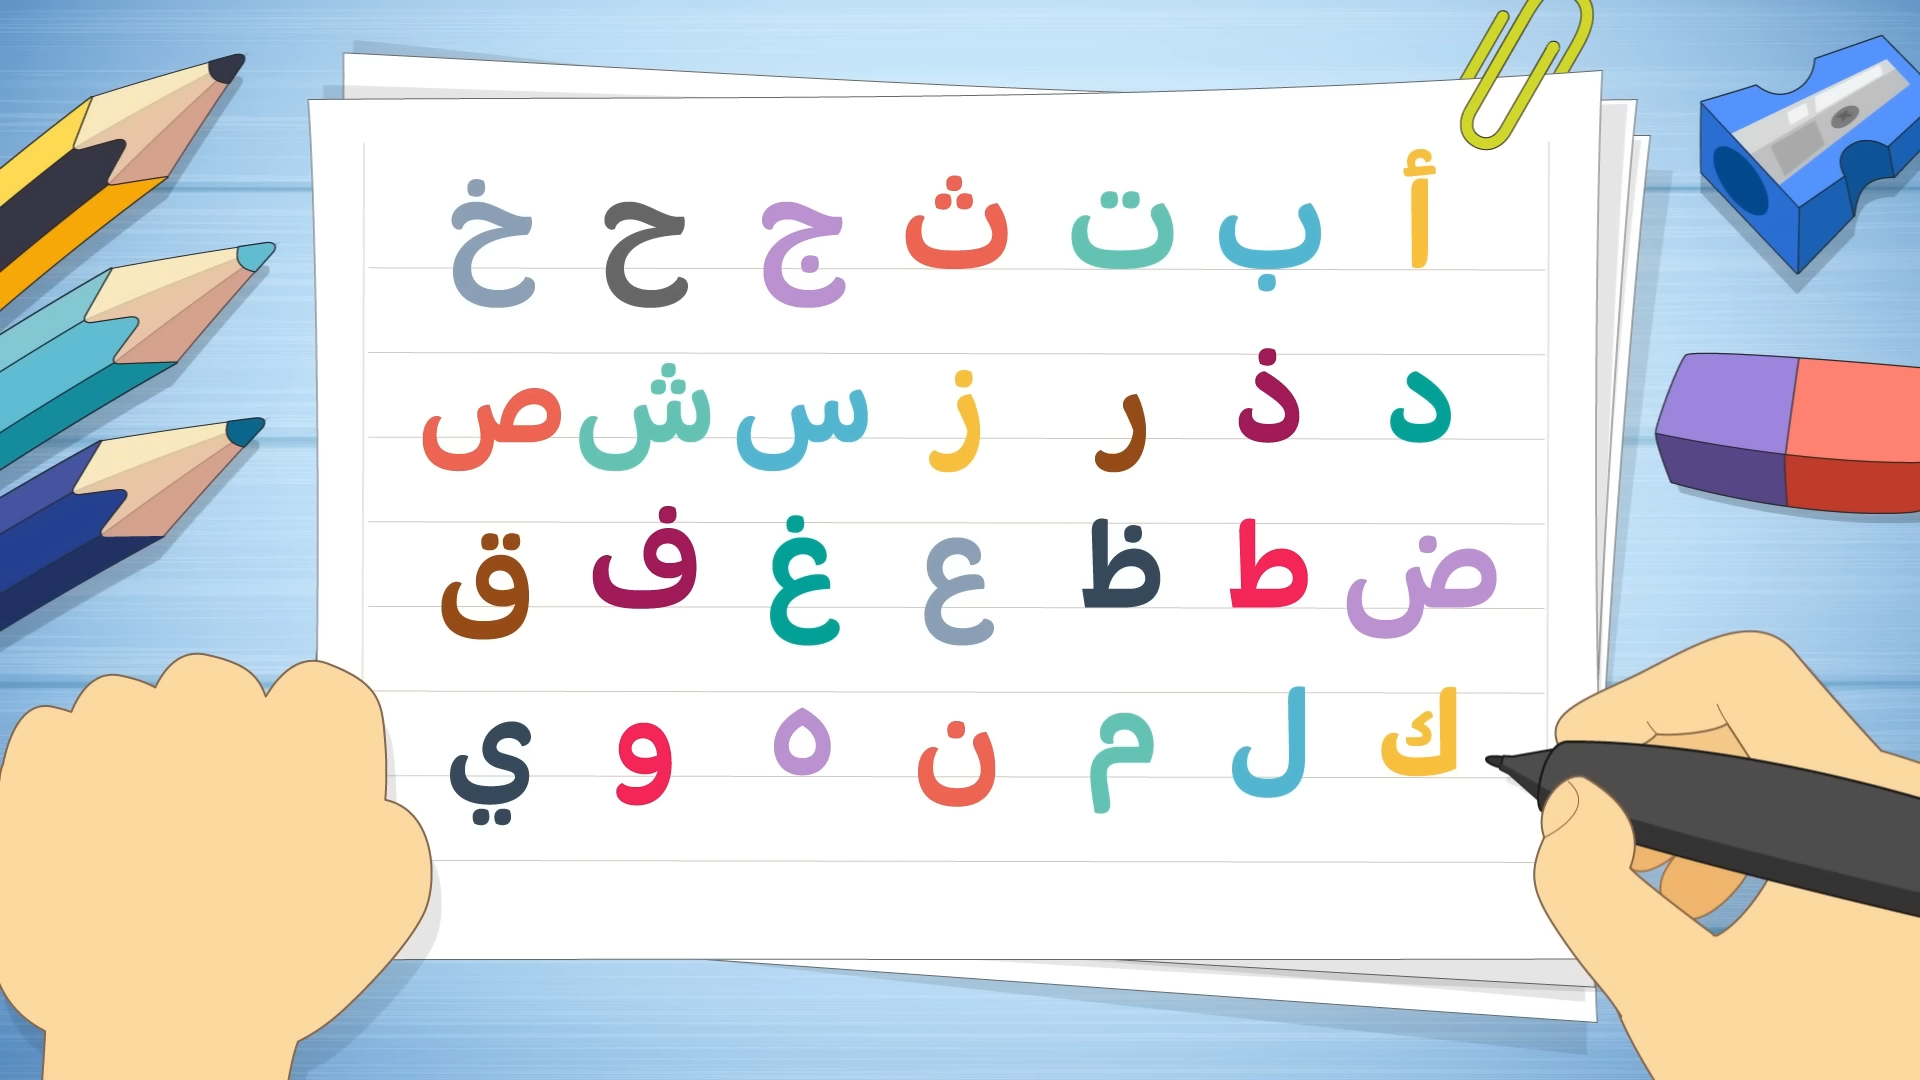 أ ب ت ث ج ح خ
د ذ ر ز س ش ص
ض ط ظ ع غ ف ق
ك ل م ن ه و ي